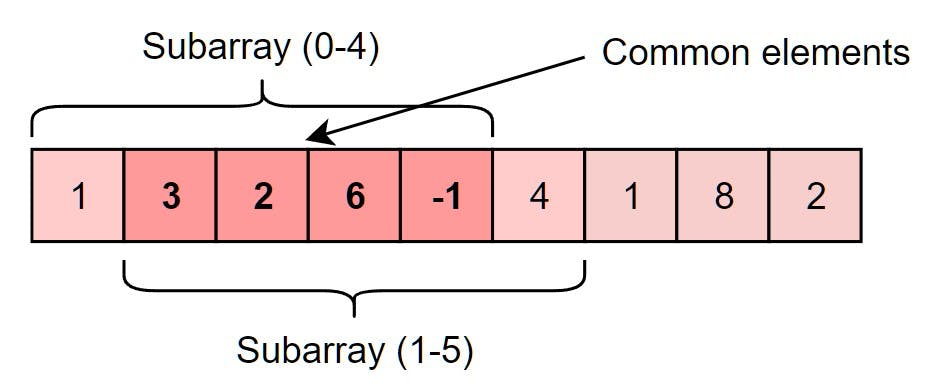 Subarray (0-4)
Common elements
1 3 2 6 -1 4 1 8 2
Subarray (1-5)